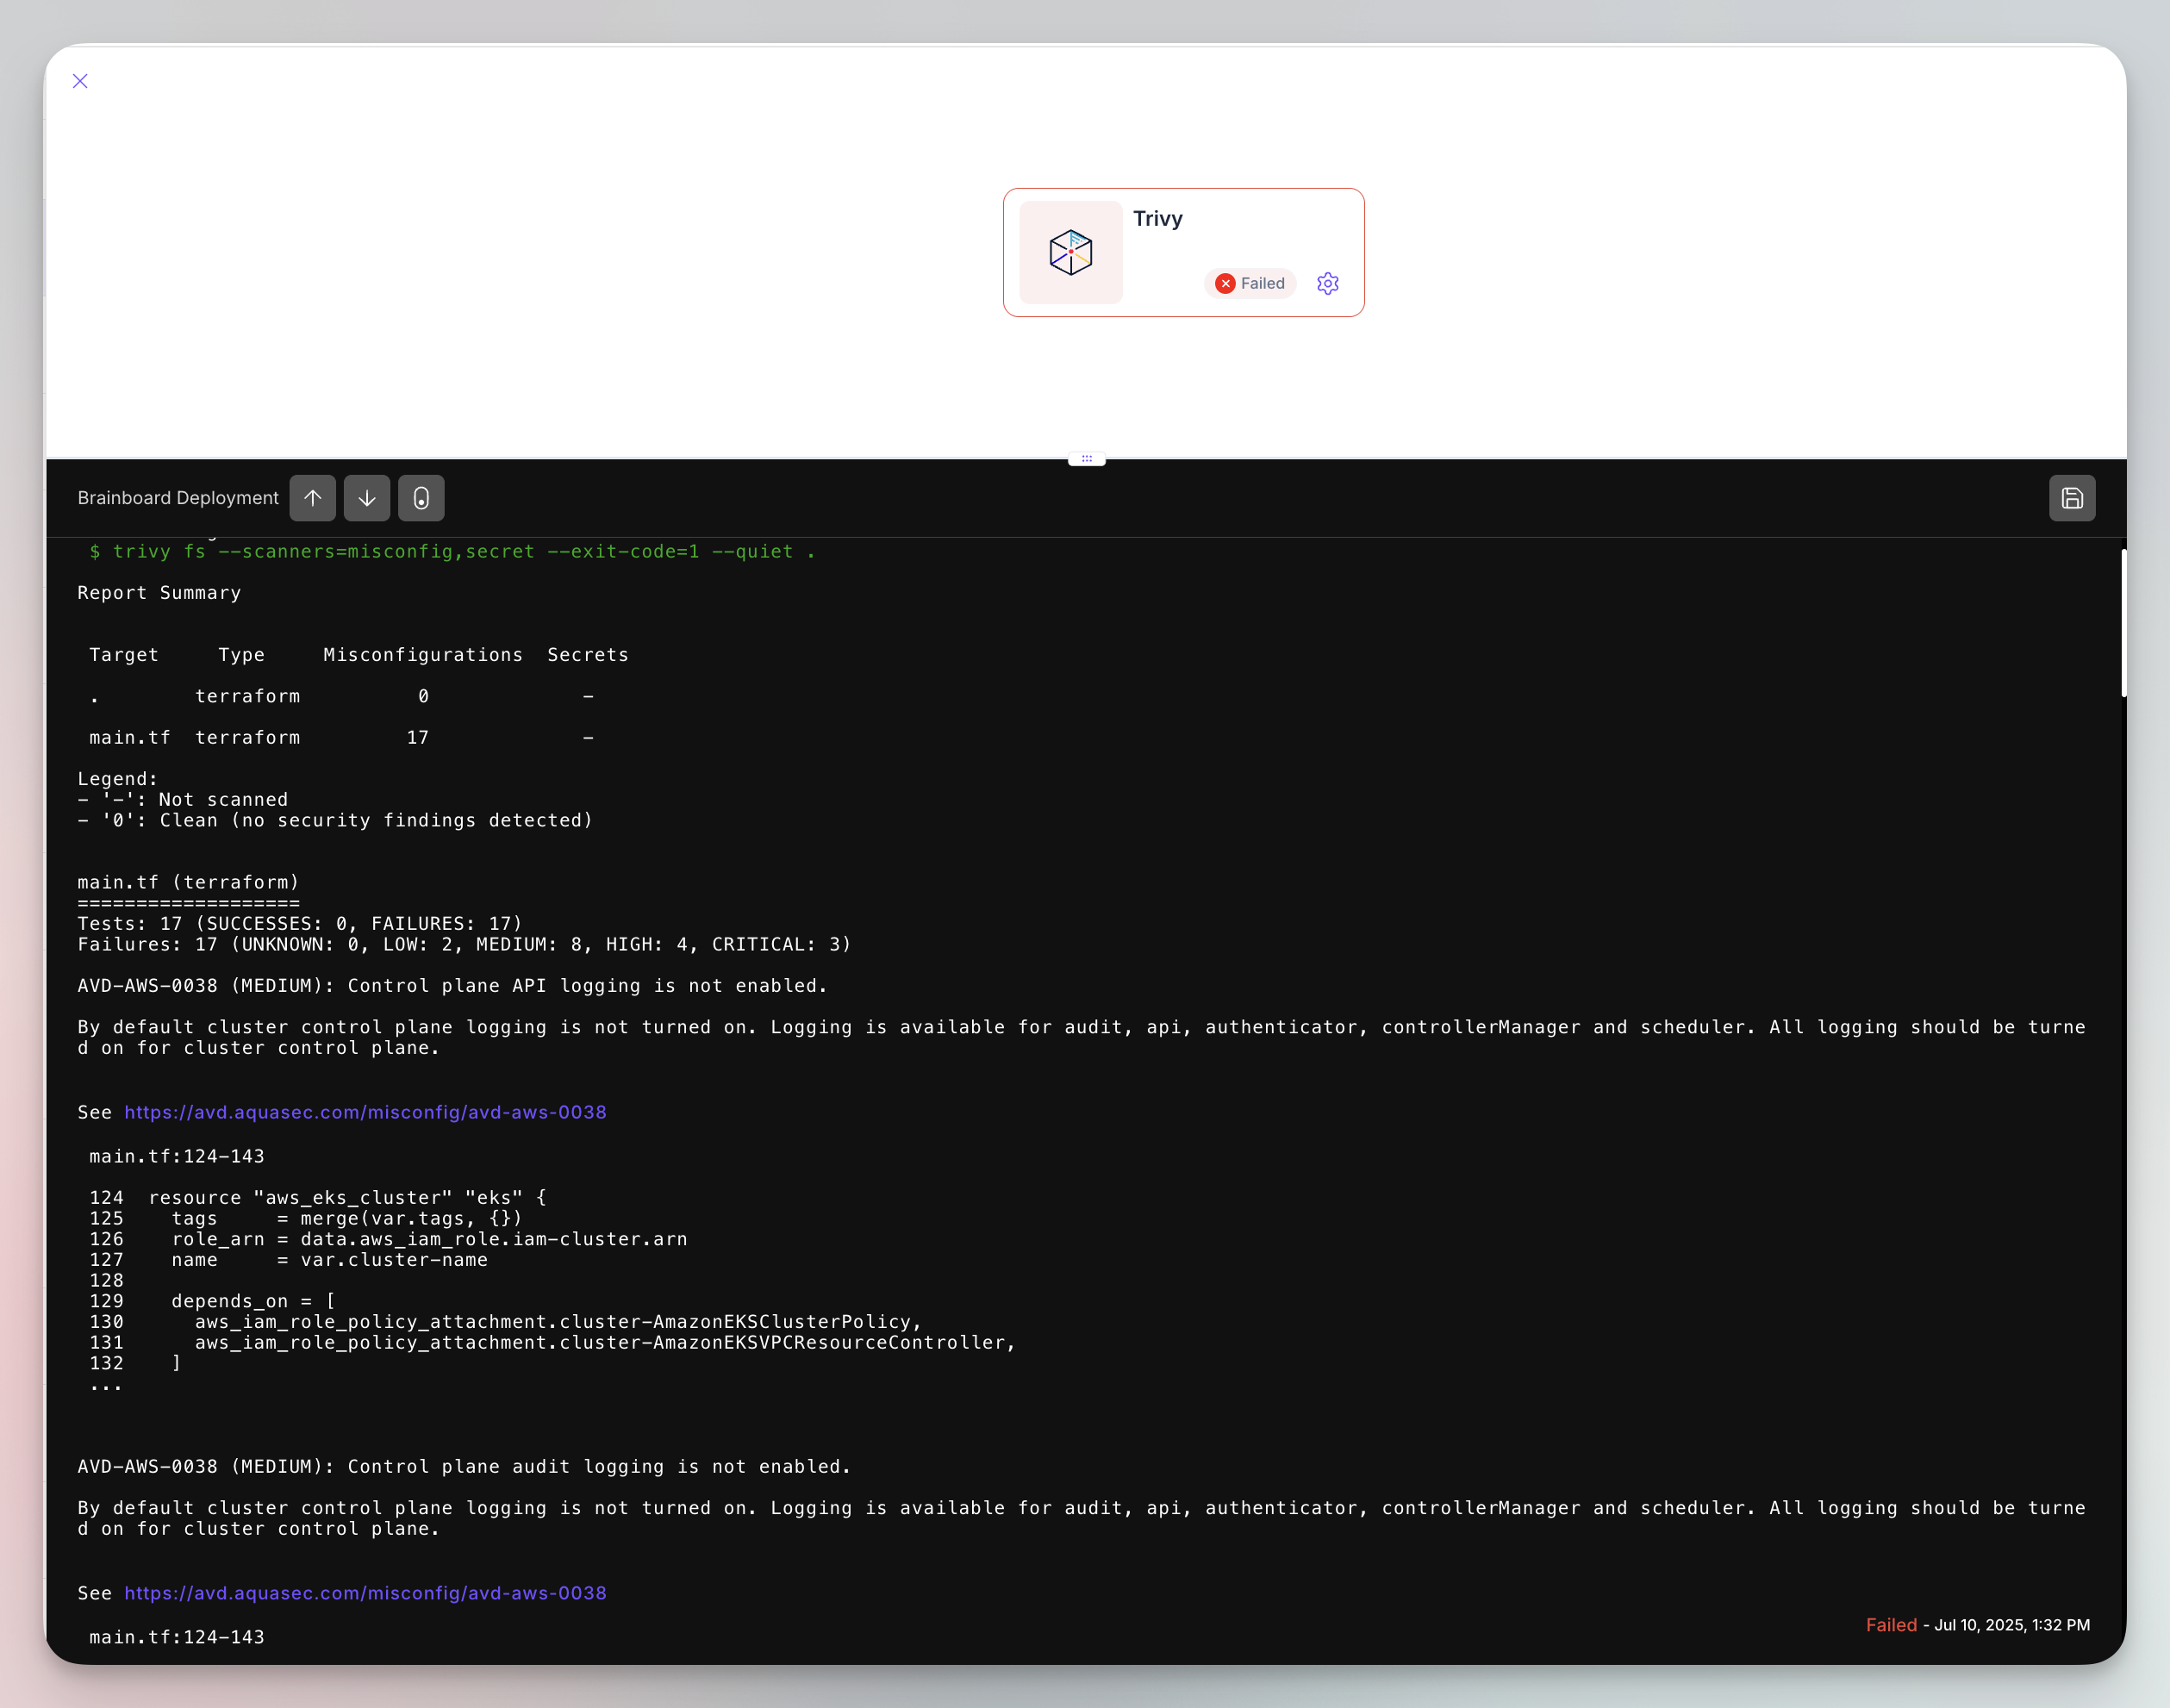 Trivy
Failed
Brainboard Deployment
$ trivy fs --scanners=misconfig,secret --exit-code=1 --quiet .
Report Summary
Target     Type     Misconfigurations  Secrets
.        terraform          0             -
main.tf  terraform         17             -
Legend:
- '-': Not scanned
- '0': Clean (no security findings detected)
main.tf (terraform)
===================
Tests: 17 (SUCCESSES: 0, FAILURES: 17)
Failures: 17 (UNKNOWN: 0, LOW: 2, MEDIUM: 8, HIGH: 4, CRITICAL: 3)
AVD-AWS-0038 (MEDIUM): Control plane API logging is not enabled.
By default cluster control plane logging is not turned on. Logging is available for audit, api, authenticator, controllerManager and scheduler. All logging should be turne
d on for cluster control plane.
See https://avd.aquasec.com/misconfig/avd-aws-0038
main.tf:124-143
124  resource "aws_eks_cluster" "eks" {
125    tags     = merge(var.tags, {})
126    role_arn = data.aws_iam_role.iam-cluster.arn
127    name     = var.cluster-name
128
129    depends_on = [
130      aws_iam_role_policy_attachment.cluster-AmazonEKSClusterPolicy,
131      aws_iam_role_policy_attachment.cluster-AmazonEKSVPCResourceController,
132    ]
...
AVD-AWS-0038 (MEDIUM): Control plane audit logging is not enabled.
By default cluster control plane logging is not turned on. Logging is available for audit, api, authenticator, controllerManager and scheduler. All logging should be turne
d on for cluster control plane.
See https://avd.aquasec.com/misconfig/avd-aws-0038
main.tf:124-143
Failed - Jul 10, 2025, 1:32 PM